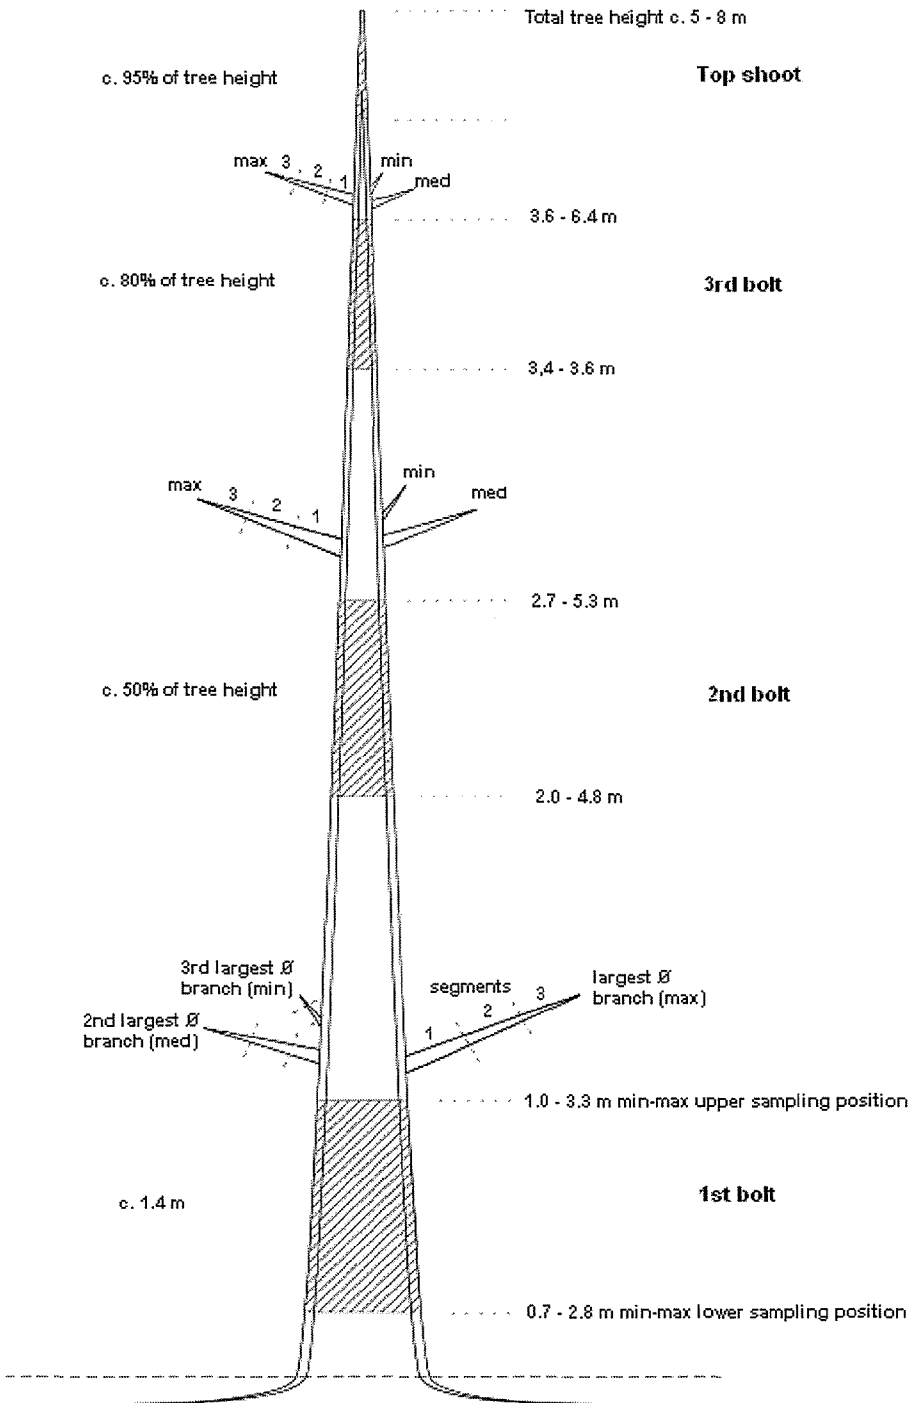 Total tree height c. 5 - 8 m
c. 95% of tree height
Top shoot
max 3 2 1
min
med
3.6 - 6.4 m
c. 80% of tree height
3rd bolt
3,4 - 3.6 m
max 3 2 1
min
med
2.7 - 5.3 m
c. 50% of tree height
2nd bolt
2.0 - 4.8 m
3rd largest Ø
branch (min)
2nd largest Ø
branch (med)
segments
1 2 3
largest Ø
branch (max)
1.0 - 3.3 m min-max upper sampling position
c. 1.4 m
1st bolt
0.7 - 2.8 m min-max lower sampling position